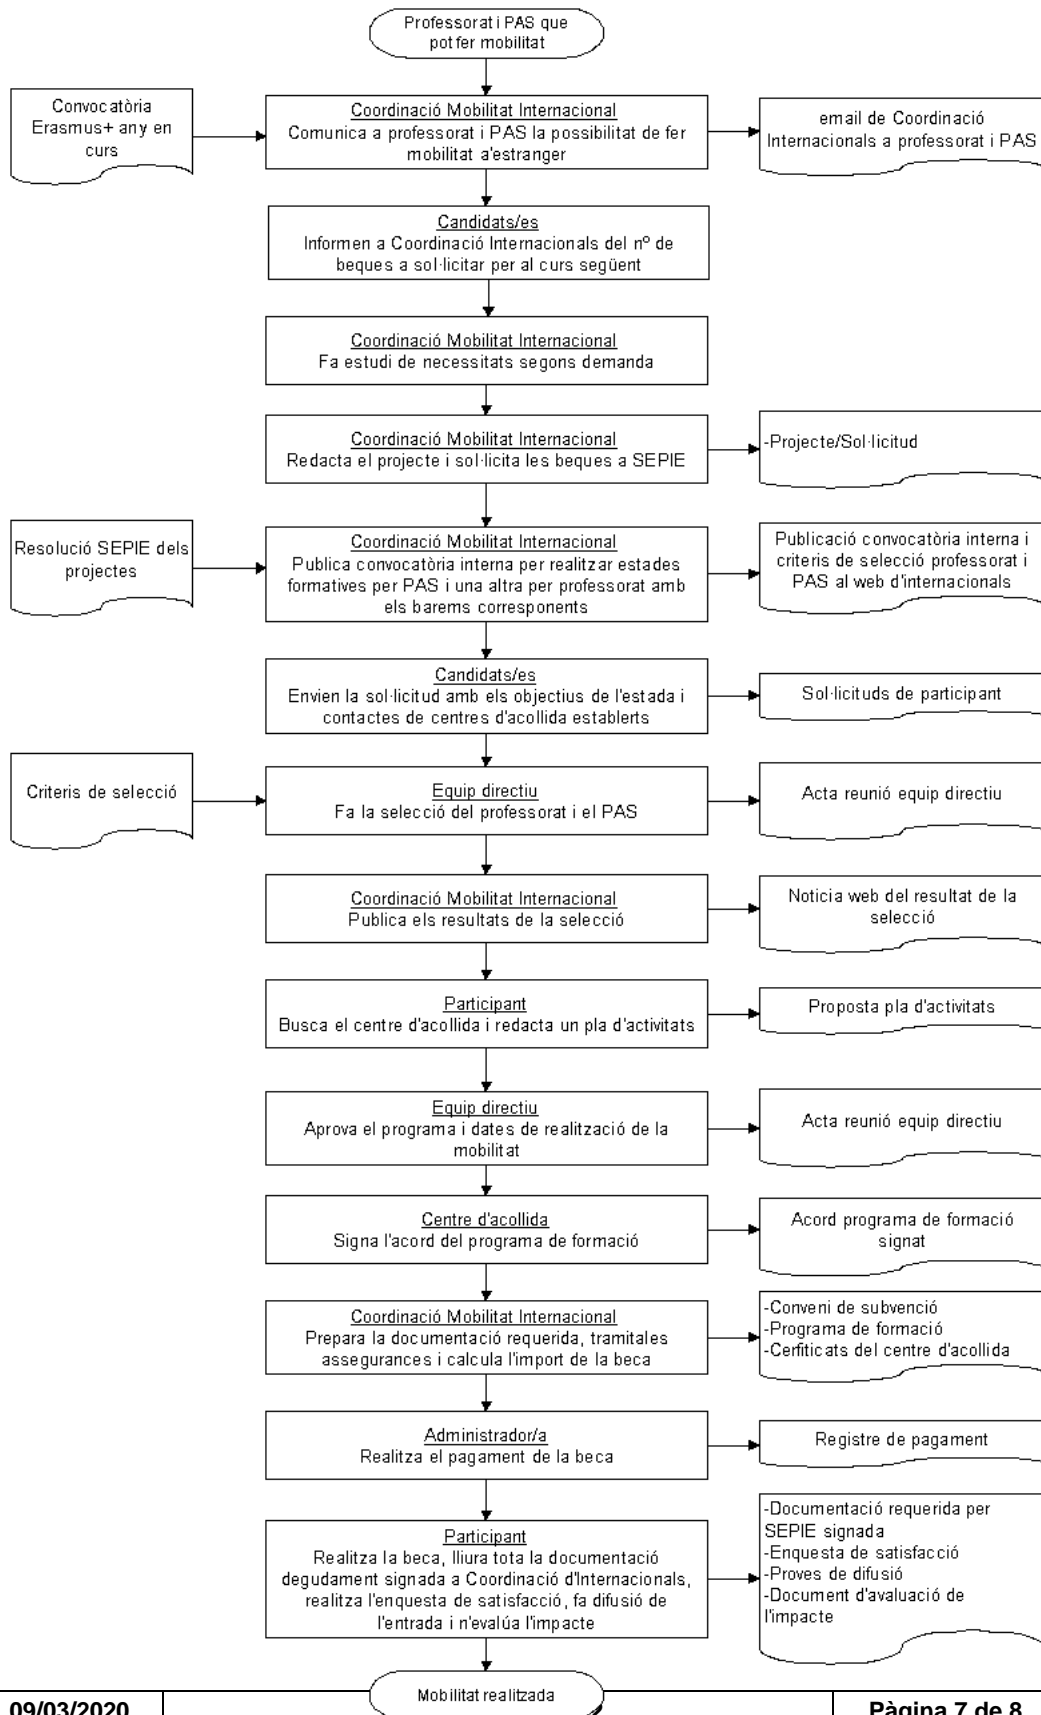 Professorat i PAS que
pot fer mobilitat
Convocatòria
Erasmus+ any en
curs
Coordinació Mobilitat Internacional
Comunica a professorat i PAS la possibilitat de fer
mobilitat a'estranger
email de Coordinació
Internacionals a professorat i PAS
Candidats/es
Informen a Coordinació Internacionals del nº de
beques a sol·licitar per al curs següent
Coordinació Mobilitat Internacional
Fa estudi de necessitats segons demanda
Coordinació Mobilitat Internacional
Redacta el projecte i sol·licita les beques a SEPIE
-Projecte/Sol·licitud
Resolució SEPIE dels
projectes
Coordinació Mobilitat Internacional
Publica convocatòria interna per realitzar estades
formatives per PAS i una altra per professorat amb
els barems corresponents
Publicació convocatòria interna i
criteris de selecció professorat i
PAS al web d'internacionals
Candidats/es
Envien la sol·licitud amb els objectius de l'estada i
contactes de centres d'acollida establerts
Sol·licituds de participant
Criteris de selecció
Equip directiu
Fa la selecció del professorat i el PAS
Acta reunió equip directiu
Coordinació Mobilitat Internacional
Publica els resultats de la selecció
Noticia web del resultat de la
selecció
Participant
Busca el centre d'acollida i redacta un pla d'activitats
Proposta pla d'activitats
Equip directiu
Aprova el programa i dates de realització de la
mobilitat
Acta reunió equip directiu
Centre d'acollida
Signa l'acord del programa de formació
Acord programa de formació
signat
Coordinació Mobilitat Internacional
Prepara la documentació requerida, tramitales
assegurances i calcula l'import de la beca
-Conveni de subvenció
-Programa de formació
-Cerfiticats del centre d'acollida
Administrador/a
Realitza el pagament de la beca
Registre de pagament
Participant
Realitza la beca, lliura tota la documentació
degudament signada a Coordinació d'Internacionals,
realitza l'enquesta de satisfacció, fa difusió de
l'entrada i n'evalúa l'impacte
-Documentació requerida per
SEPIE signada
-Enquesta de satisfacció
-Proves de difusió
-Document d'avaluació de
l'impacte
Mobilitat realitzada
09/03/2020
Pàgina 7 de 8